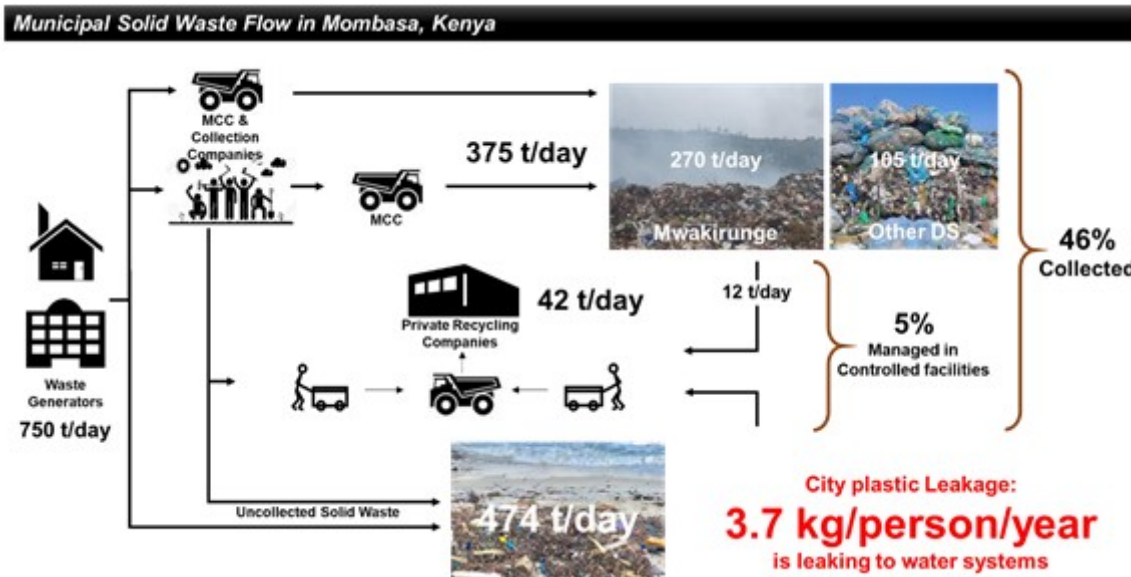 Municipal Solid Waste Flow in Mombasa, Kenya
MCC &
Collection
Companies
375 t/day
MCC
270 t/day
Mwakirunge
105 t/day
Other DS
46%
Collected
Waste
Generators
750 t/day
Private Recycling
Companies
42 t/day
12 t/day
5%
Managed in
Controlled facilities
Uncollected Solid Waste
474 t/day
City plastic Leakage:
3.7 kg/person/year
is leaking to water systems